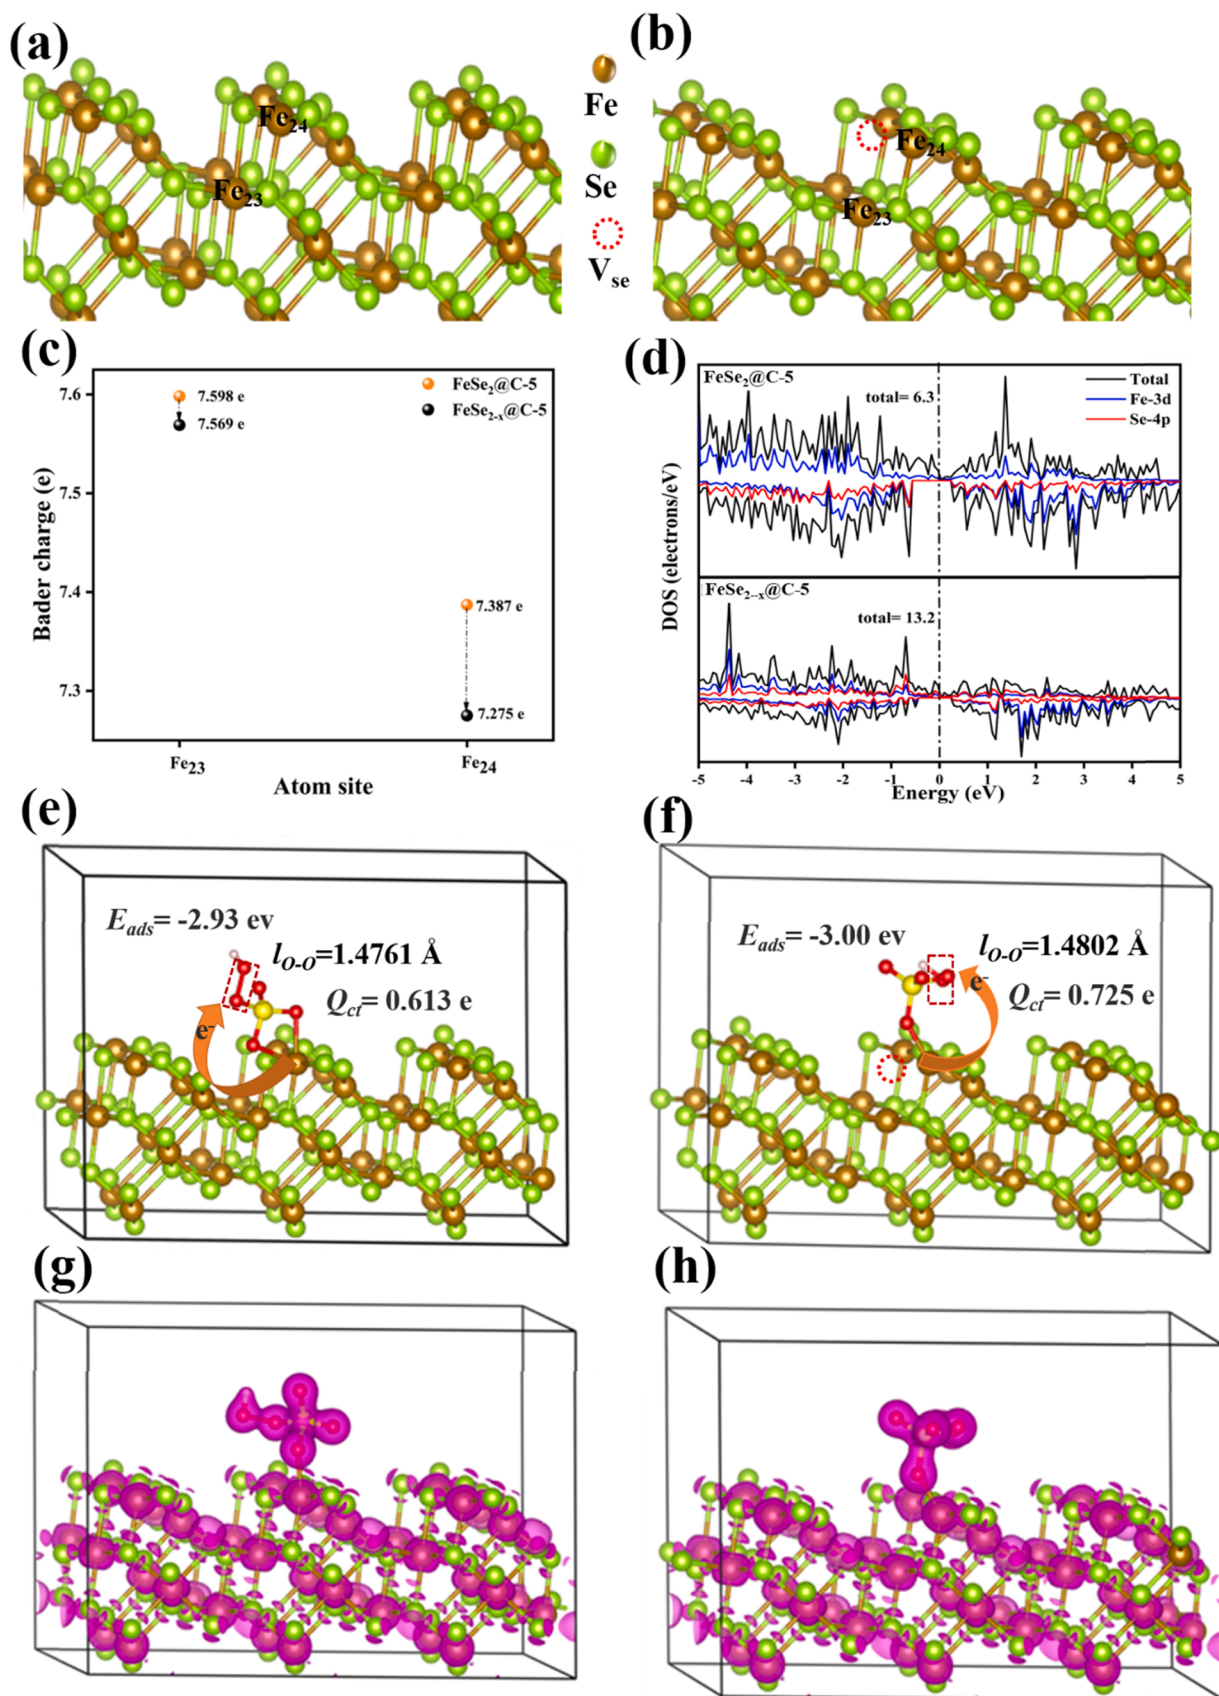 (a)
Fe24
Fe23
Fe
Se
Vse
(b)
Fe24
Fe23
(c)
7.6
7.5
7.4
7.3
Bader charge (e)
7.598 e
7.569 e
FeSe2@C-5
FeSe2-x@C-5
7.387 e
7.275 e
Fe23
Fe24
Atom site
(d)
DOS (electrons/eV)
FeSe2@C-5
total= 6.3
Total
Fe-3d
Se-4p
FeSe2--x@C-5
total= 13.2
-5 -4 -3 -2 -1 0 1 2 3 4 5
Energy (eV)
(e)
Eads= -2.93 ev
lO-O=1.4761 Å
Qct= 0.613 e
e-
(f)
Eads= -3.00 ev
lO-O=1.4802 Å
e-
Qct= 0.725 e
(g)
(h)